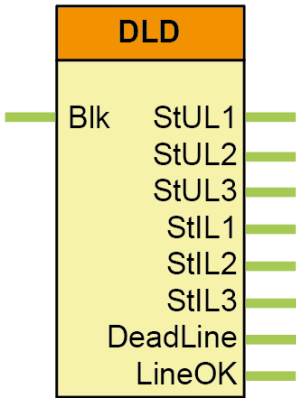 DLD
Blk StUL1
StUL2
StUL3
StIL1
StIL2
StIL3
DeadLine
LineOK